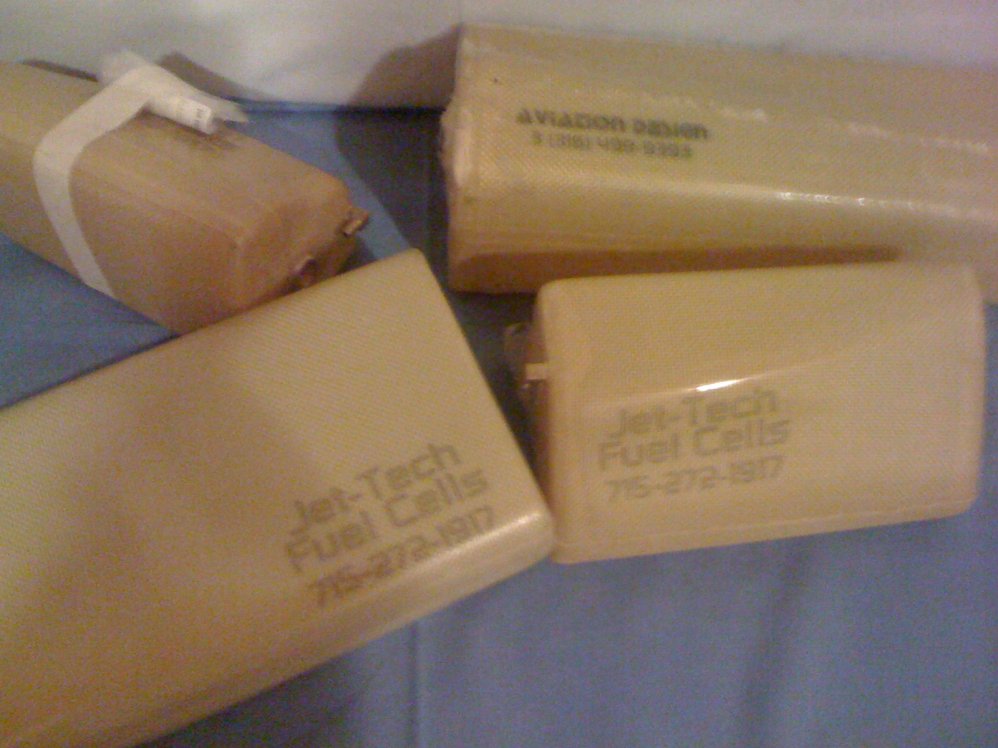 AVIATION DESIGN
Jet-Tech
Fuel Cells
715-272-1917
Jet-Tech
Fuel Cells
715-272-1917